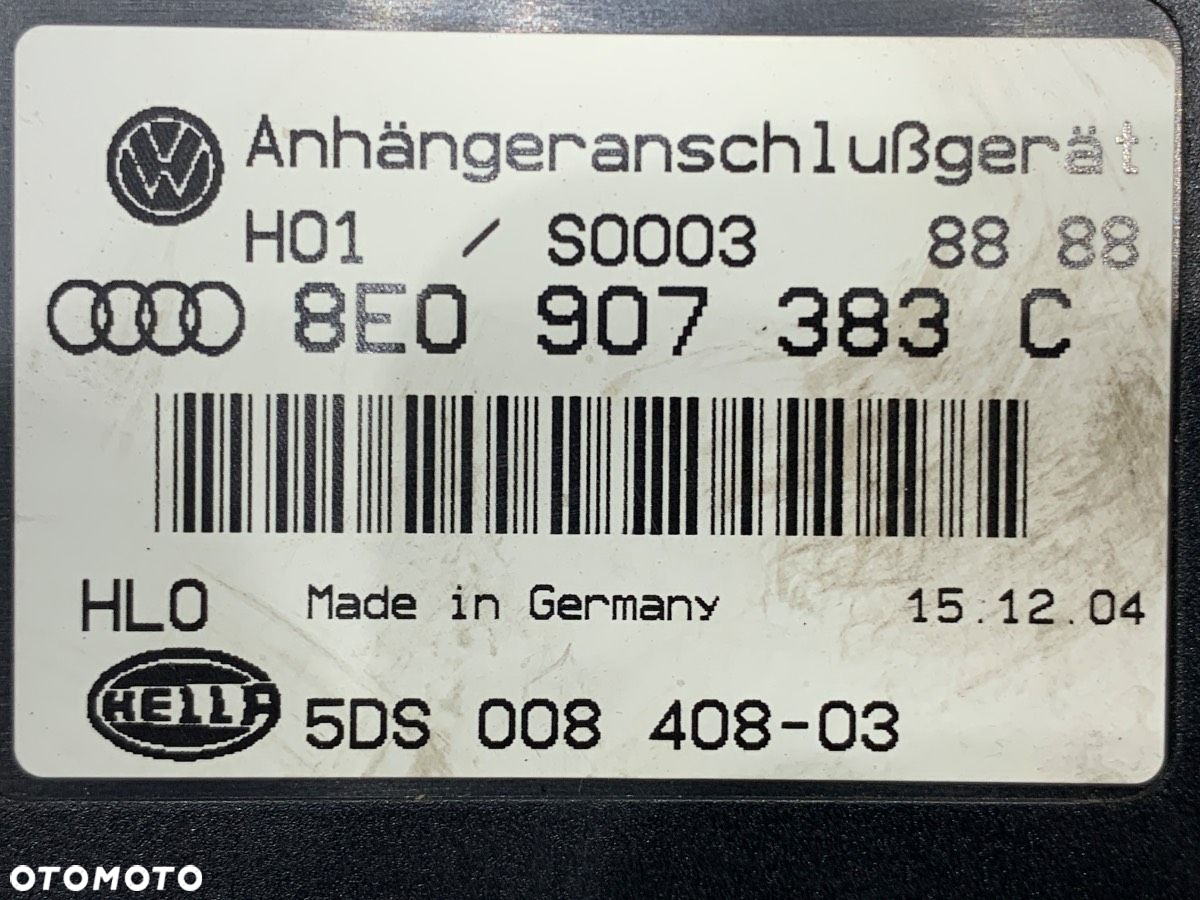 Anhängeranschlußgerät
H01 / S0003 88 88
8E0 907 383 C
HLO Made in Germany 15.12.04
HELLA 5DS 008 408-03
OTOMOTO